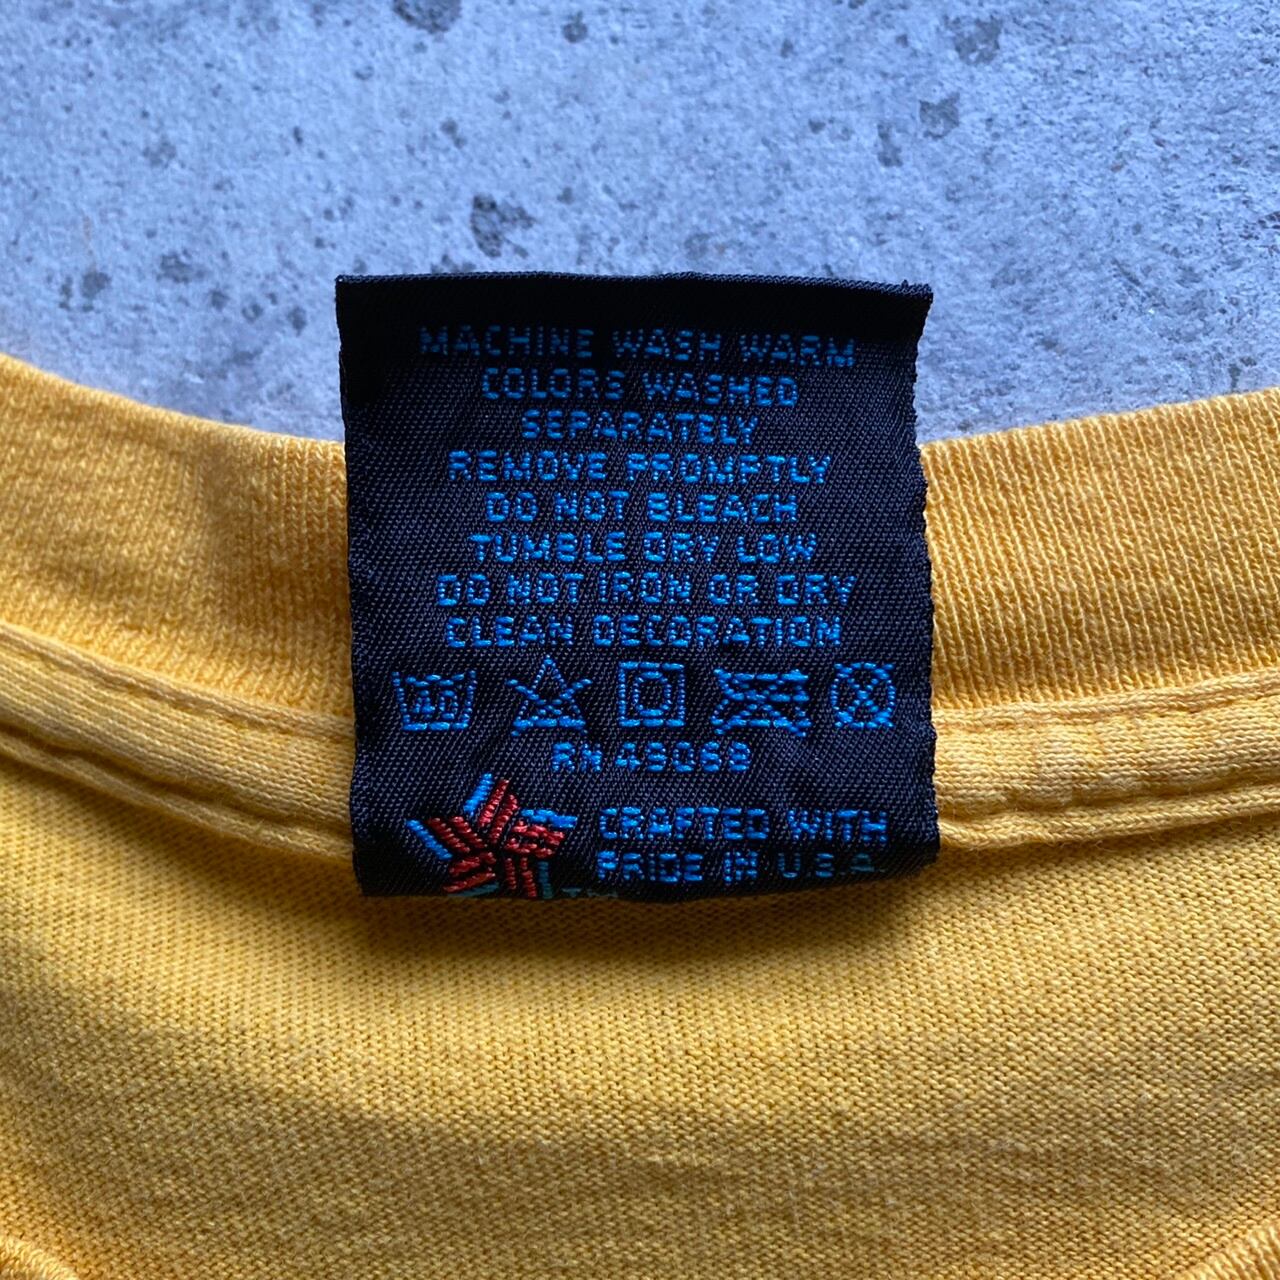 MACHINE WASH WARM
COLORS WASHED
SEPARATELY
REMOVE PROMPTLY
DO NOT BLEACH
TUMBLE DRY LOW
DO NOT IRON OR DRY
CLEAN DECORATION
RN 49069
CRAFTED WITH
PRIDE IN U.S.A